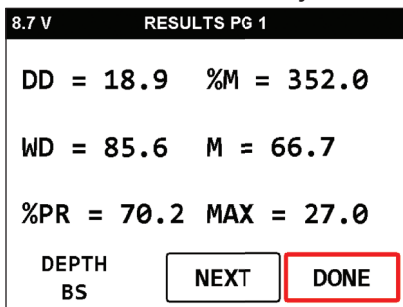 8.7 V RESULTS PG 1
DD = 18.9 %M = 352.0
WD = 85.6 M = 66.7
%PR = 70.2 MAX = 27.0
DEPTH
BS NEXT DONE